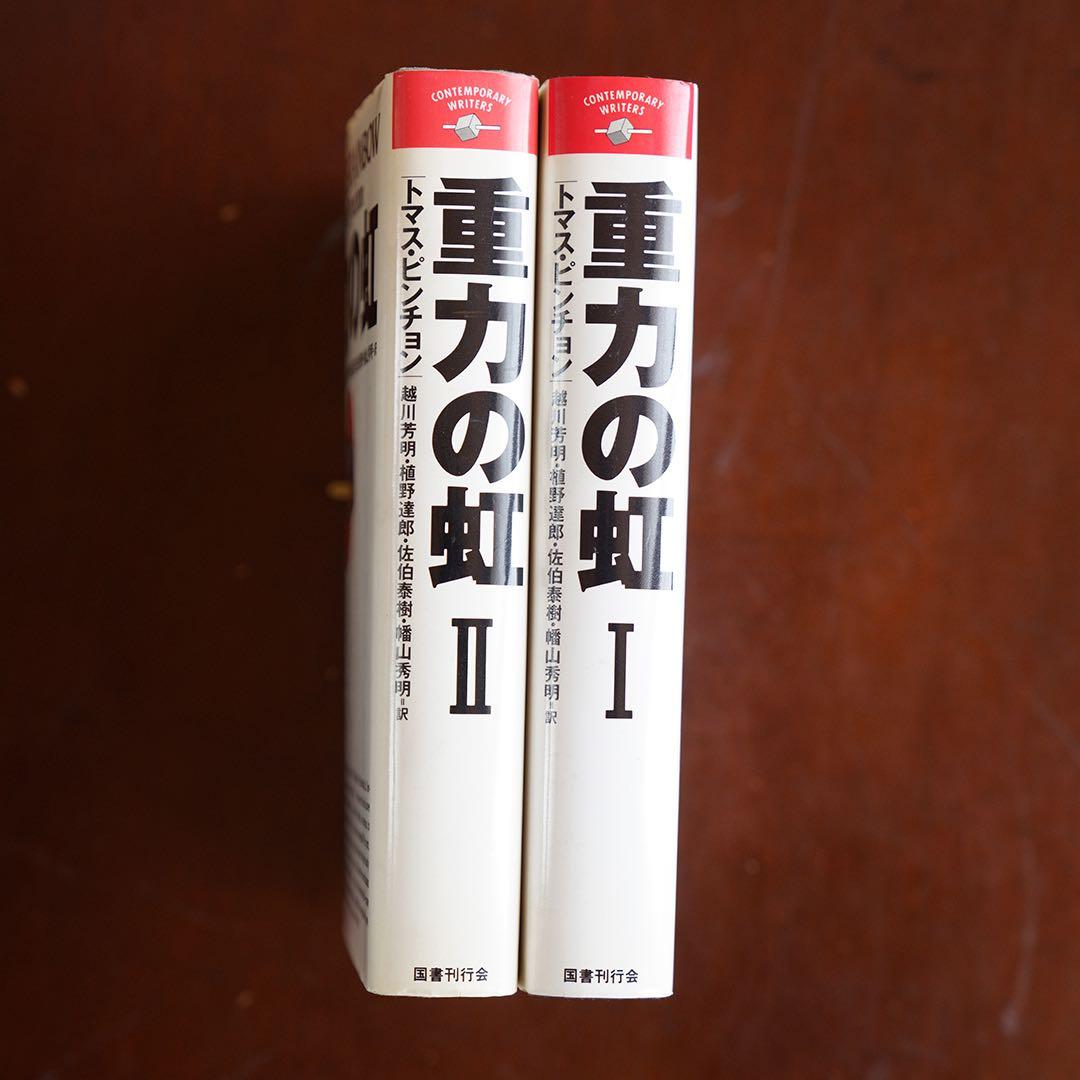 CONTEMPORARY
WRITERS
重力の虹
I
トマス・ピンチョン
越川芳明・植野達郎・佐伯泰樹・幡山秀明=訳
国書刊行会
CONTEMPORARY
WRITERS
重力の虹
II
トマス・ピンチョン
越川芳明・植野達郎・佐伯泰樹・幡山秀明=訳
国書刊行会
の虹